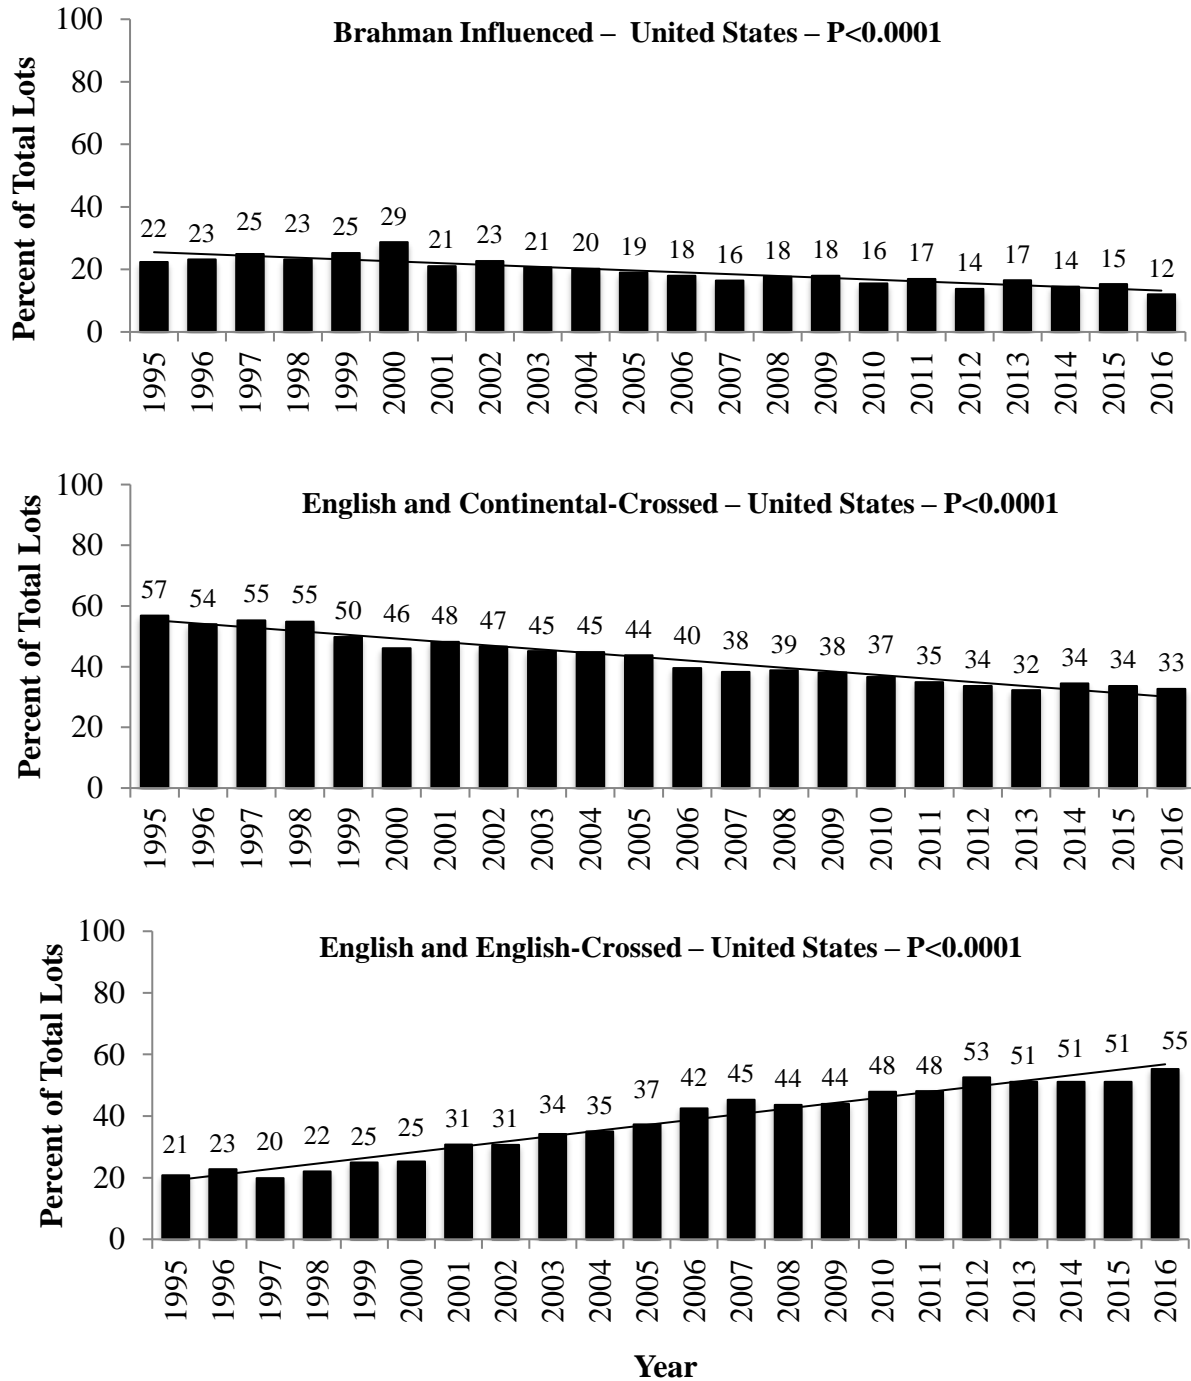 Brahman Influenced –  United States – P<0.0001
Percent of Total Lots
100
80
60
40
20
0
22 23 25 23 25 29 21 23 21 20 19 18 16 18 18 16 17 14 17 14 15 12
1995 1996 1997 1998 1999 2000 2001 2002 2003 2004 2005 2006 2007 2008 2009 2010 2011 2012 2013 2014 2015 2016
English and Continental-Crossed – United States – P<0.0001
Percent of Total Lots
100
80
60
40
20
0
57 54 55 55 50 46 48 47 45 45 44 40 38 39 38 37 35 34 32 34 34 33
1995 1996 1997 1998 1999 2000 2001 2002 2003 2004 2005 2006 2007 2008 2009 2010 2011 2012 2013 2014 2015 2016
English and English-Crossed – United States – P<0.0001
Percent of Total Lots
100
80
60
40
20
0
21 23 20 22 25 25 31 31 34 35 37 42 45 44 44 48 48 53 51 51 51 55
1995 1996 1997 1998 1999 2000 2001 2002 2003 2004 2005 2006 2007 2008 2009 2010 2011 2012 2013 2014 2015 2016
Year